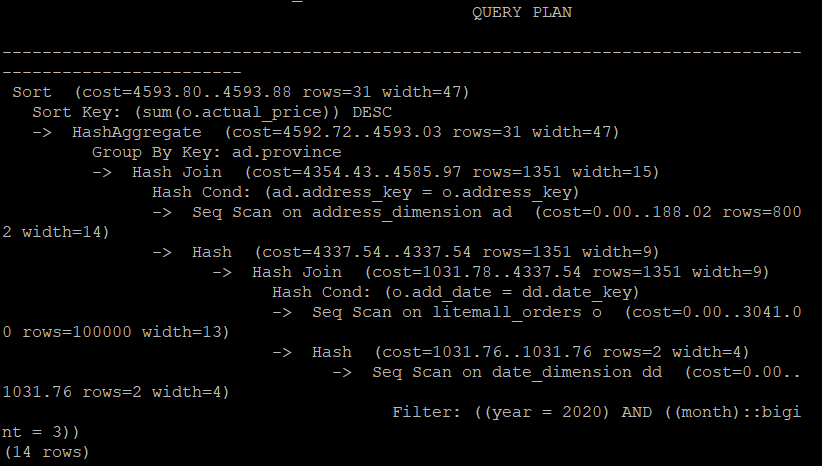 QUERY PLAN
--------------------------------------------------------------------------------
------------------------
Sort  (cost=4593.80..4593.88 rows=31 width=47)
Sort Key: (sum(o.actual_price)) DESC
->  HashAggregate  (cost=4592.72..4593.03 rows=31 width=47)
Group By Key: ad.province
->  Hash Join  (cost=4354.43..4585.97 rows=1351 width=15)
Hash Cond: (ad.address_key = o.address_key)
->  Seq Scan on address_dimension ad  (cost=0.00..188.02 rows=800
2 width=14)
->  Hash  (cost=4337.54..4337.54 rows=1351 width=9)
->  Hash Join  (cost=1031.78..4337.54 rows=1351 width=9)
Hash Cond: (o.add_date = dd.date_key)
->  Seq Scan on litemall_orders o  (cost=0.00..3041.0
0 rows=100000 width=13)
->  Hash  (cost=1031.76..1031.76 rows=2 width=4)
->  Seq Scan on date_dimension dd  (cost=0.00..
1031.76 rows=2 width=4)
Filter: ((year = 2020) AND ((month)::bigi
nt = 3))
(14 rows)